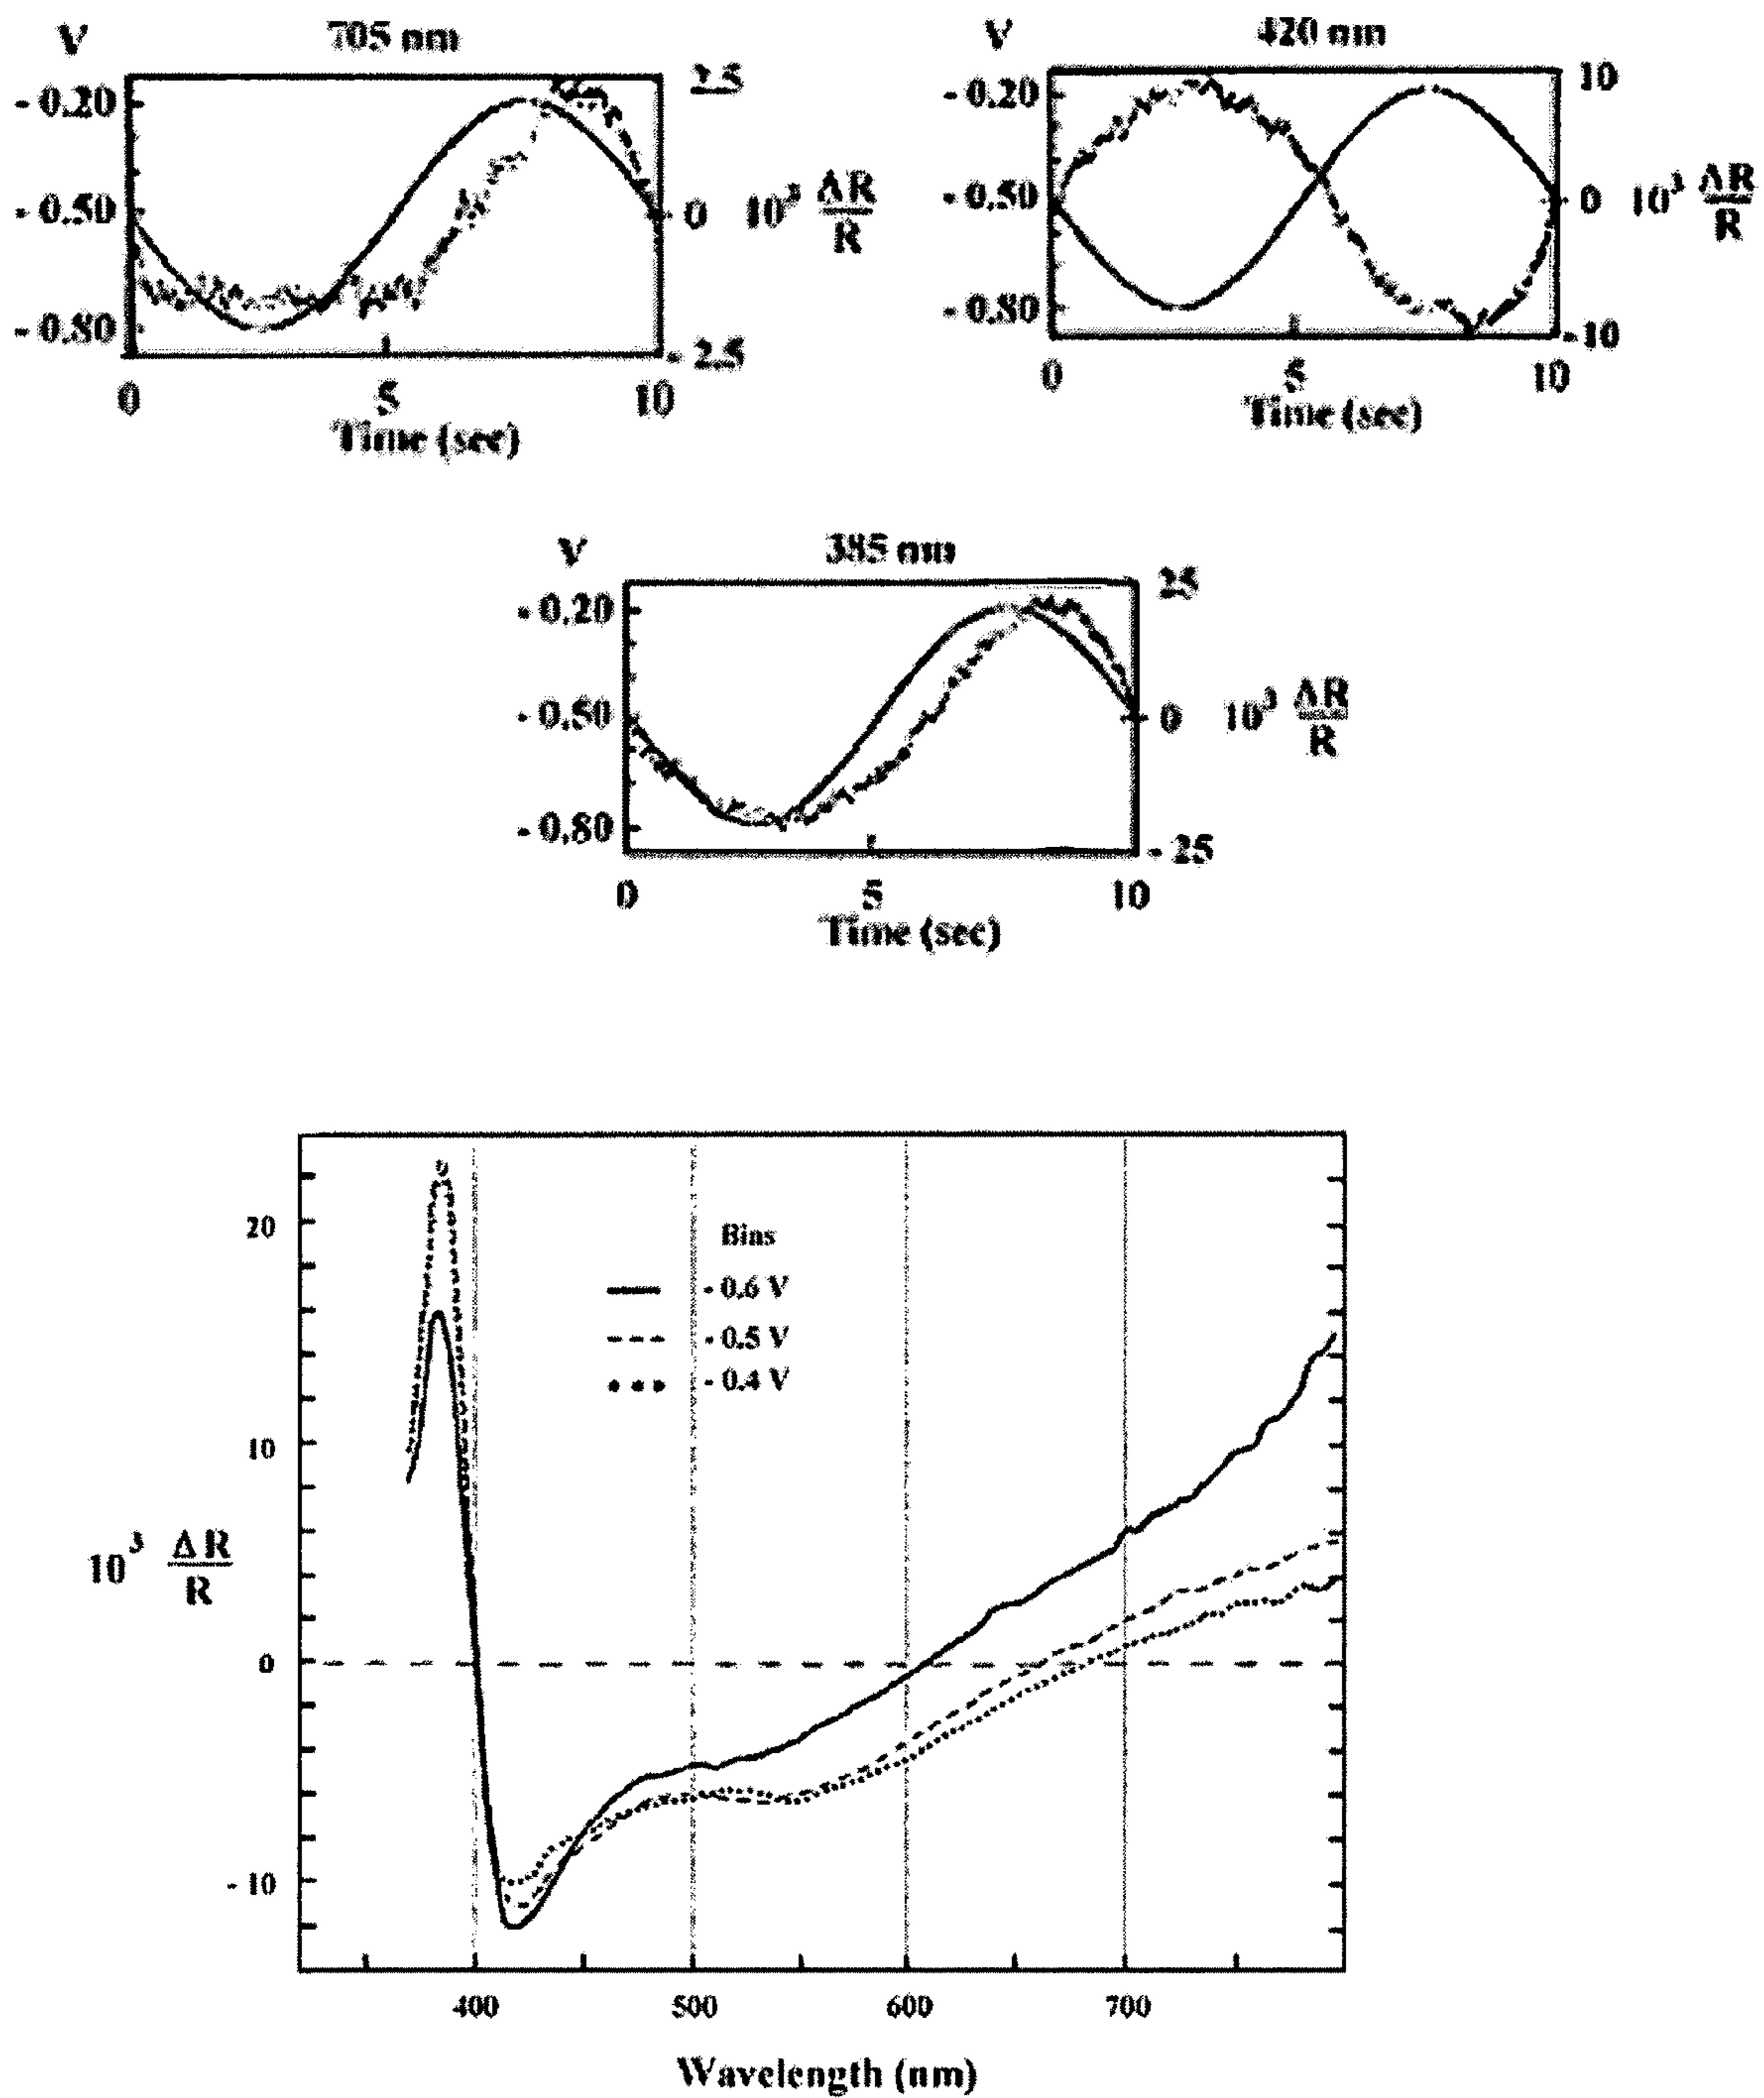 V 705 nm
- 0.20
- 0.50
- 0.80
2.5
0
- 2.5
10³ ΔR/R
0 5 10
Time (sec)
V 420 nm
- 0.20
- 0.50
- 0.80
10
0
-10
10³ ΔR/R
0 5 10
Time (sec)
V 385 nm
- 0.20
- 0.50
- 0.80
25
0
- 25
10³ ΔR/R
0 5 10
Time (sec)
20
10
0
- 10
10³ ΔR/R
Bias
- 0.6 V
- 0.5 V
- 0.4 V
400 500 600 700
Wavelength (nm)